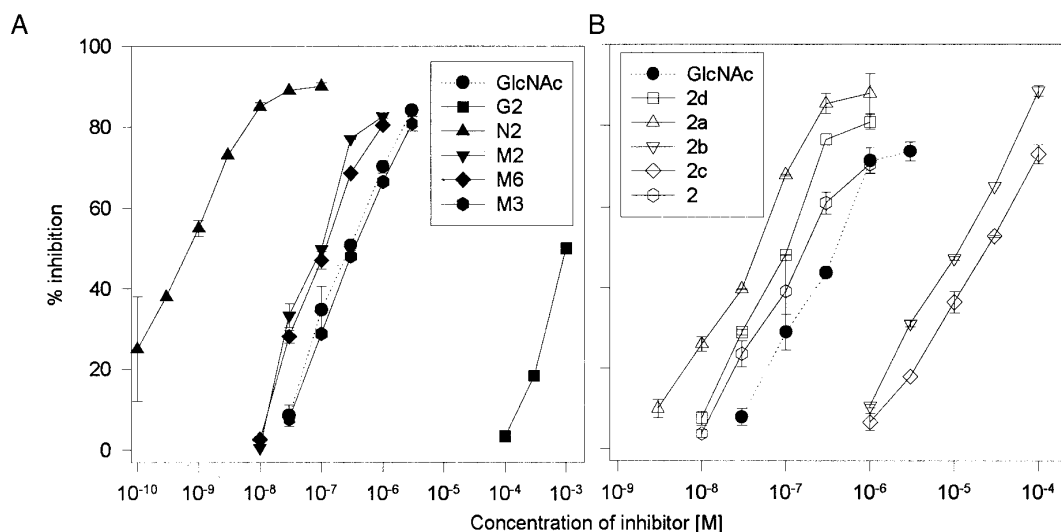 A
B
% inhibition
100
80
60
40
20
0
GlcNAc
G2
N2
M2
M6
M3
GlcNAc
2d
2a
2b
2c
2
10⁻¹⁰ 10⁻⁹ 10⁻⁸ 10⁻⁷ 10⁻⁶ 10⁻⁵ 10⁻⁴ 10⁻³
10⁻⁹ 10⁻⁸ 10⁻⁷ 10⁻⁶ 10⁻⁵ 10⁻⁴
Concentration of inhibitor [M]